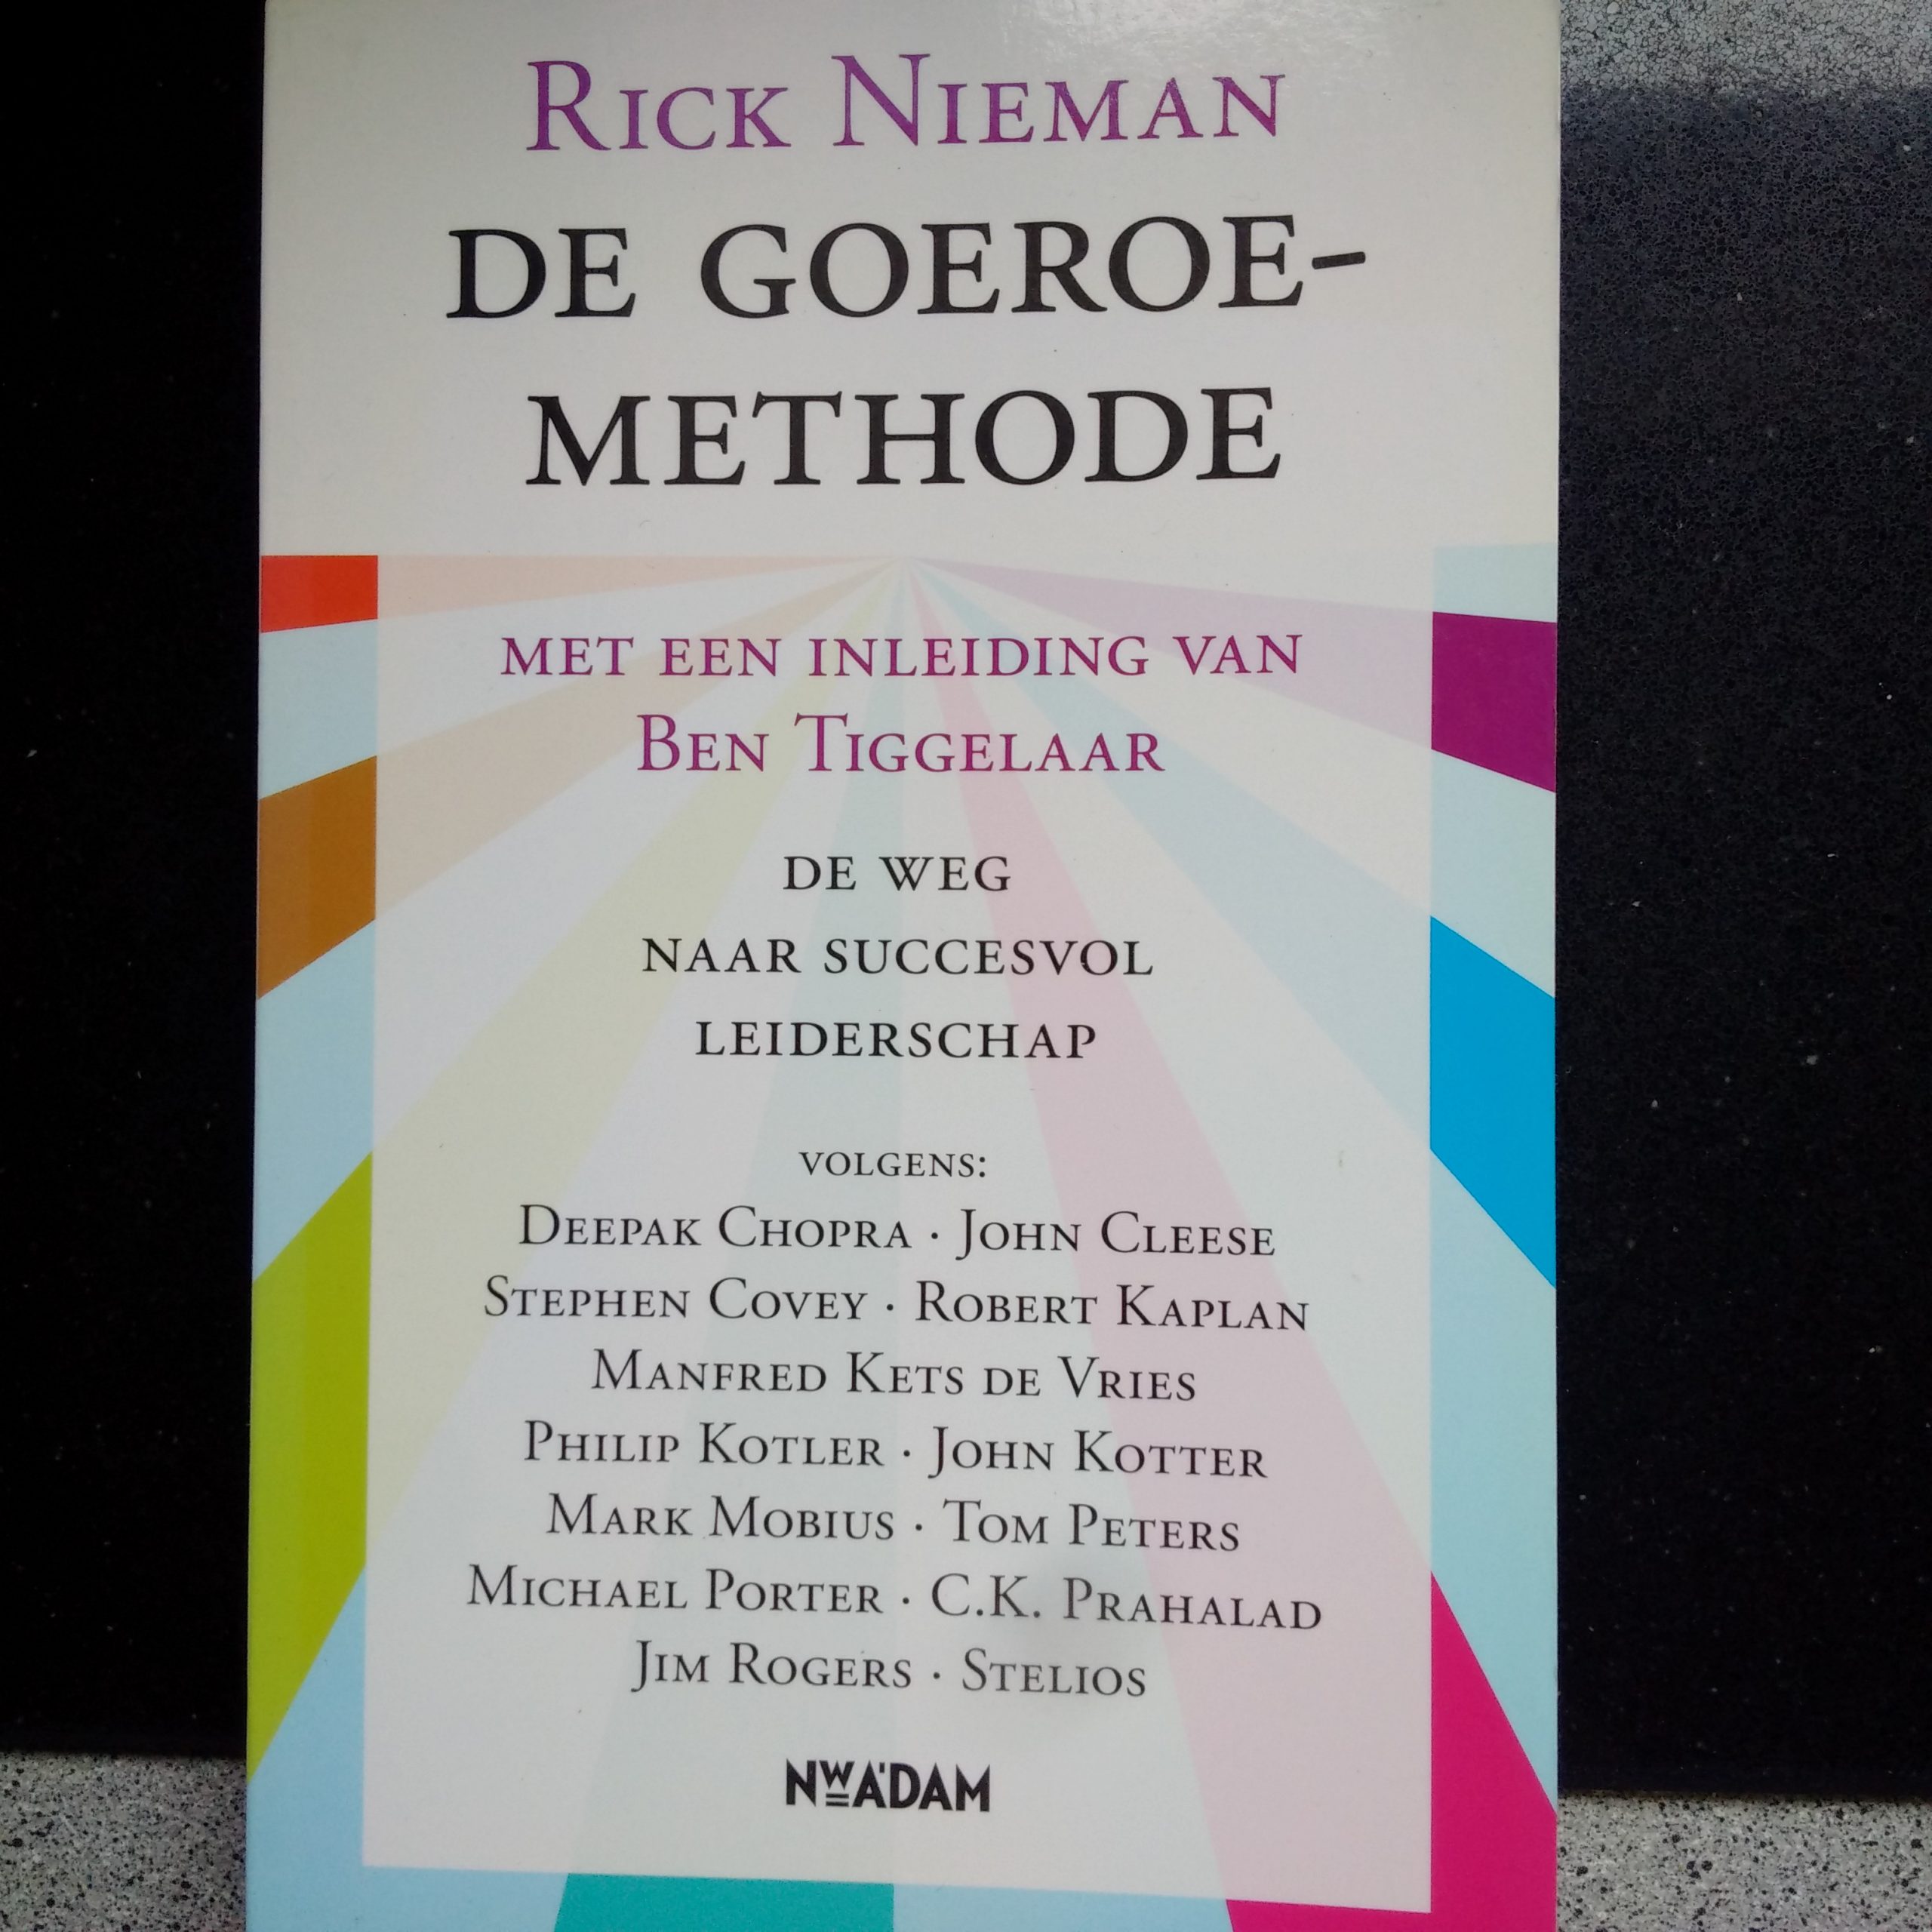 Rick Nieman
DE GOEROE-
METHODE
MET EEN INLEIDING VAN
Ben Tiggelaar
DE WEG
NAAR SUCCESVOL
LEIDERSCHAP
VOLGENS:
Deepak Chopra · John Cleese
Stephen Covey · Robert Kaplan
Manfred Kets de Vries
Philip Kotler · John Kotter
Mark Mobius · Tom Peters
Michael Porter · C.K. Prahalad
Jim Rogers · Stelios
NWA'DAM